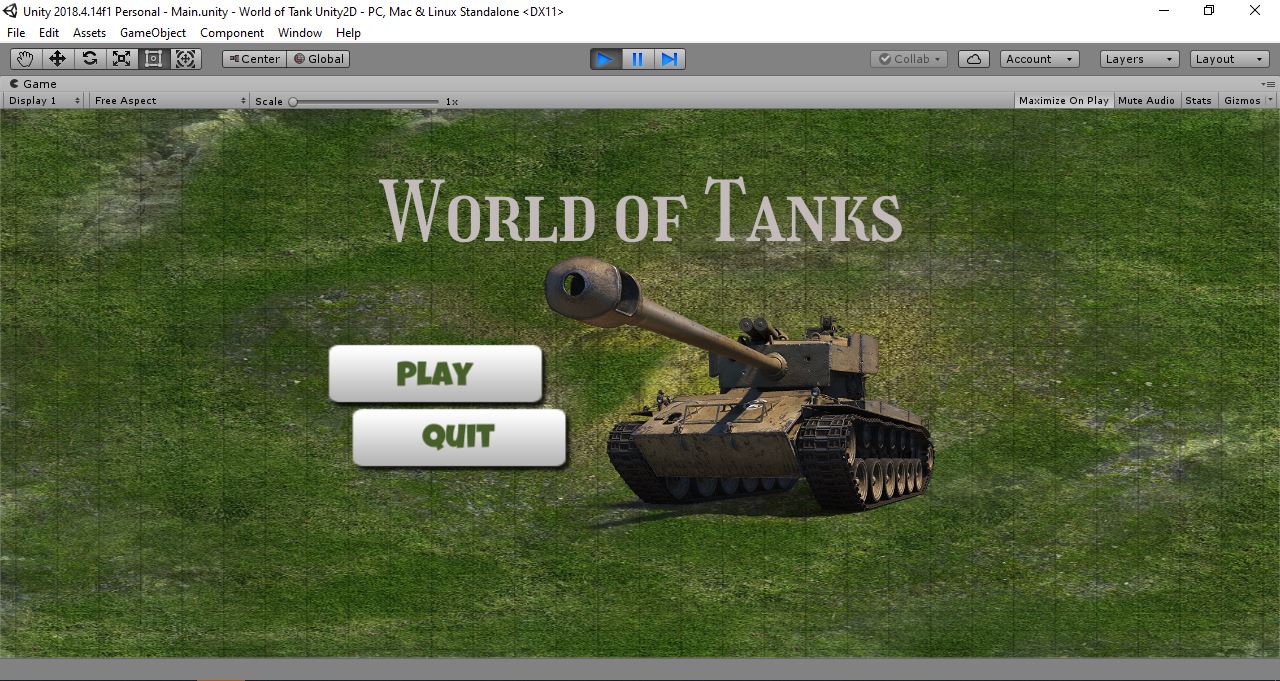 Unity 2018.4.14f1 Personal - Main.unity - World of Tank Unity2D - PC, Mac & Linux Standalone <DX11>
File Edit Assets GameObject Component Window Help
Center Global Collab Account Layers Layout
Game
Display 1 Free Aspect Scale 1x Maximize On Play Mute Audio Stats Gizmos
World of Tanks
PLAY
QUIT